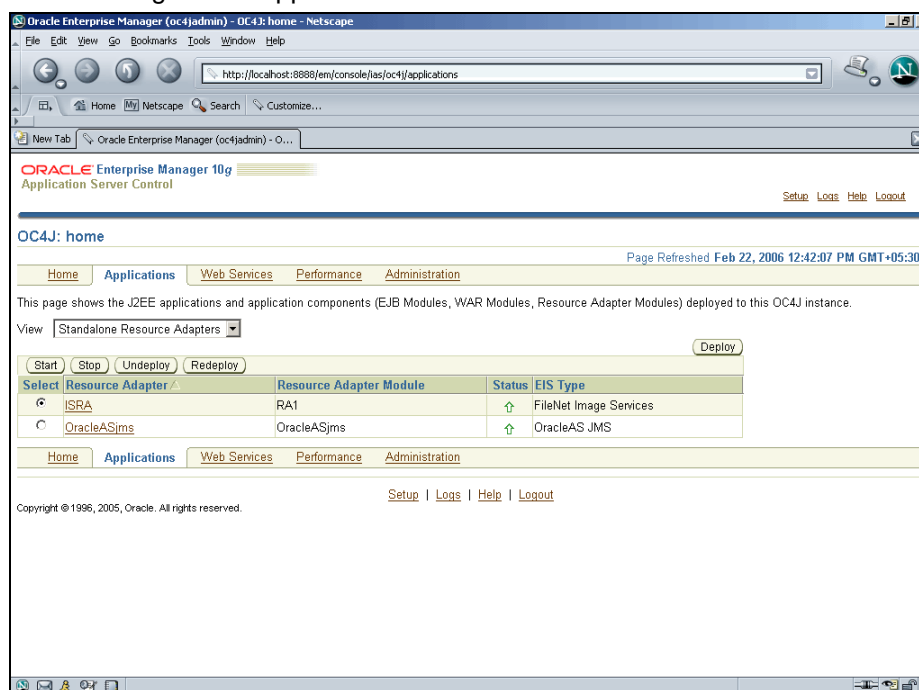 Oracle Enterprise Manager (oc4jadmin) - OC4J: home - Netscape
File Edit View Go Bookmarks Tools Window Help
http://localhost:8888/em/console/ias/oc4j/applications
Home My Netscape Search Customize...
New Tab Oracle Enterprise Manager (oc4jadmin) - O...
ORACLE Enterprise Manager 10g
Application Server Control
Setup Logs Help Logout
OC4J: home
Page Refreshed Feb 22, 2006 12:42:07 PM GMT+05:30
Home Applications Web Services Performance Administration
This page shows the J2EE applications and application components (EJB Modules, WAR Modules, Resource Adapter Modules) deployed to this OC4J instance.
View Standalone Resource Adapters
Deploy
Start Stop Undeploy Redeploy
Select Resource Adapter Resource Adapter Module Status EIS Type
ISRA RA1 FileNet Image Services
OracleASjms OracleASjms OracleAS JMS
Home Applications Web Services Performance Administration
Setup | Logs | Help | Logout
Copyright © 1996, 2005, Oracle. All rights reserved.